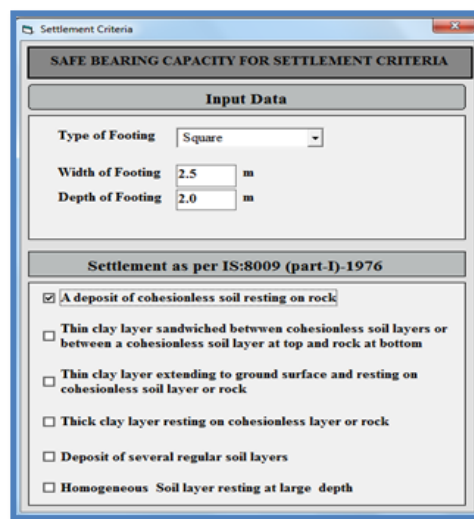 Settlement Criteria
SAFE BEARING CAPACITY FOR SETTLEMENT CRITERIA
Input Data
Type of Footing Square
Width of Footing 2.5 m
Depth of Footing 2.0 m
Settlement as per IS:8009 (part-I)-1976
A deposit of cohesionless soil resting on rock
Thin clay layer sandwiched betwwen cohesionless soil layers or
between a cohesionless soil layer at top and rock at bottom
Thin clay layer extending to ground surface and resting on
cohesionless soil layer or rock
Thick clay layer resting on cohesionless layer or rock
Deposit of several regular soil layers
Homogeneous Soil layer resting at large depth